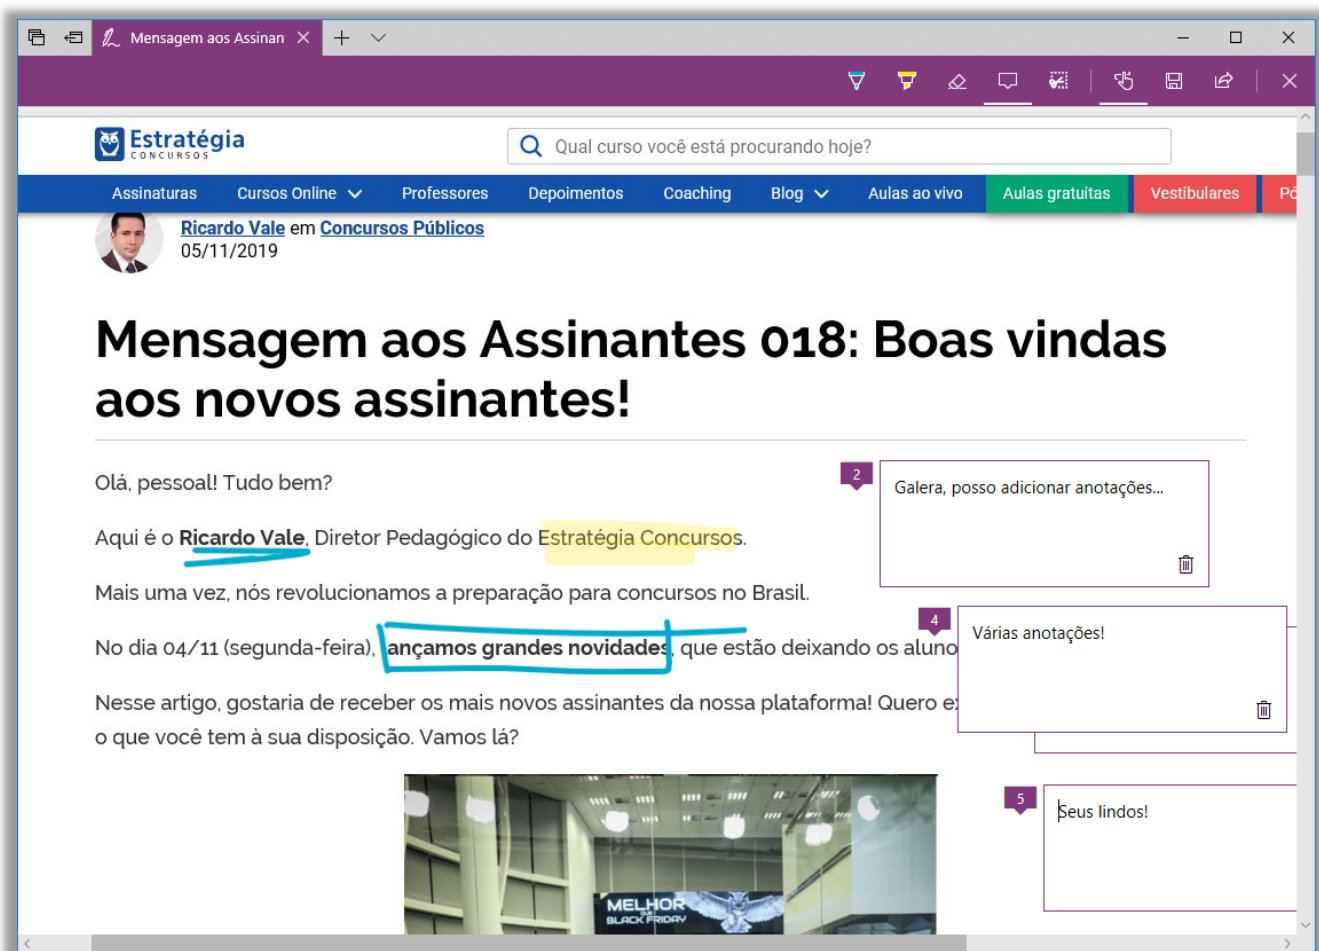 Mensagem aos Assinan
Estratégia
CONCURSOS
Qual curso você está procurando hoje?
Assinaturas Cursos Online Professores Depoimentos Coaching Blog Aulas ao vivo Aulas gratuitas Vestibulares Pó
Ricardo Vale em Concursos Públicos
05/11/2019
Mensagem aos Assinantes 018: Boas vindas
aos novos assinantes!
Olá, pessoal! Tudo bem?
2
Galera, posso adicionar anotações...
Aqui é o Ricardo Vale, Diretor Pedagógico do Estratégia Concursos.
Mais uma vez, nós revolucionamos a preparação para concursos no Brasil.
4
Várias anotações!
No dia 04/11 (segunda-feira), lançamos grandes novidades, que estão deixando os aluno
Nesse artigo, gostaria de receber os mais novos assinantes da nossa plataforma! Quero e
o que você tem à sua disposição. Vamos lá?
5
Seus lindos!
MELHOR
QUE
BLACK FRIDAY